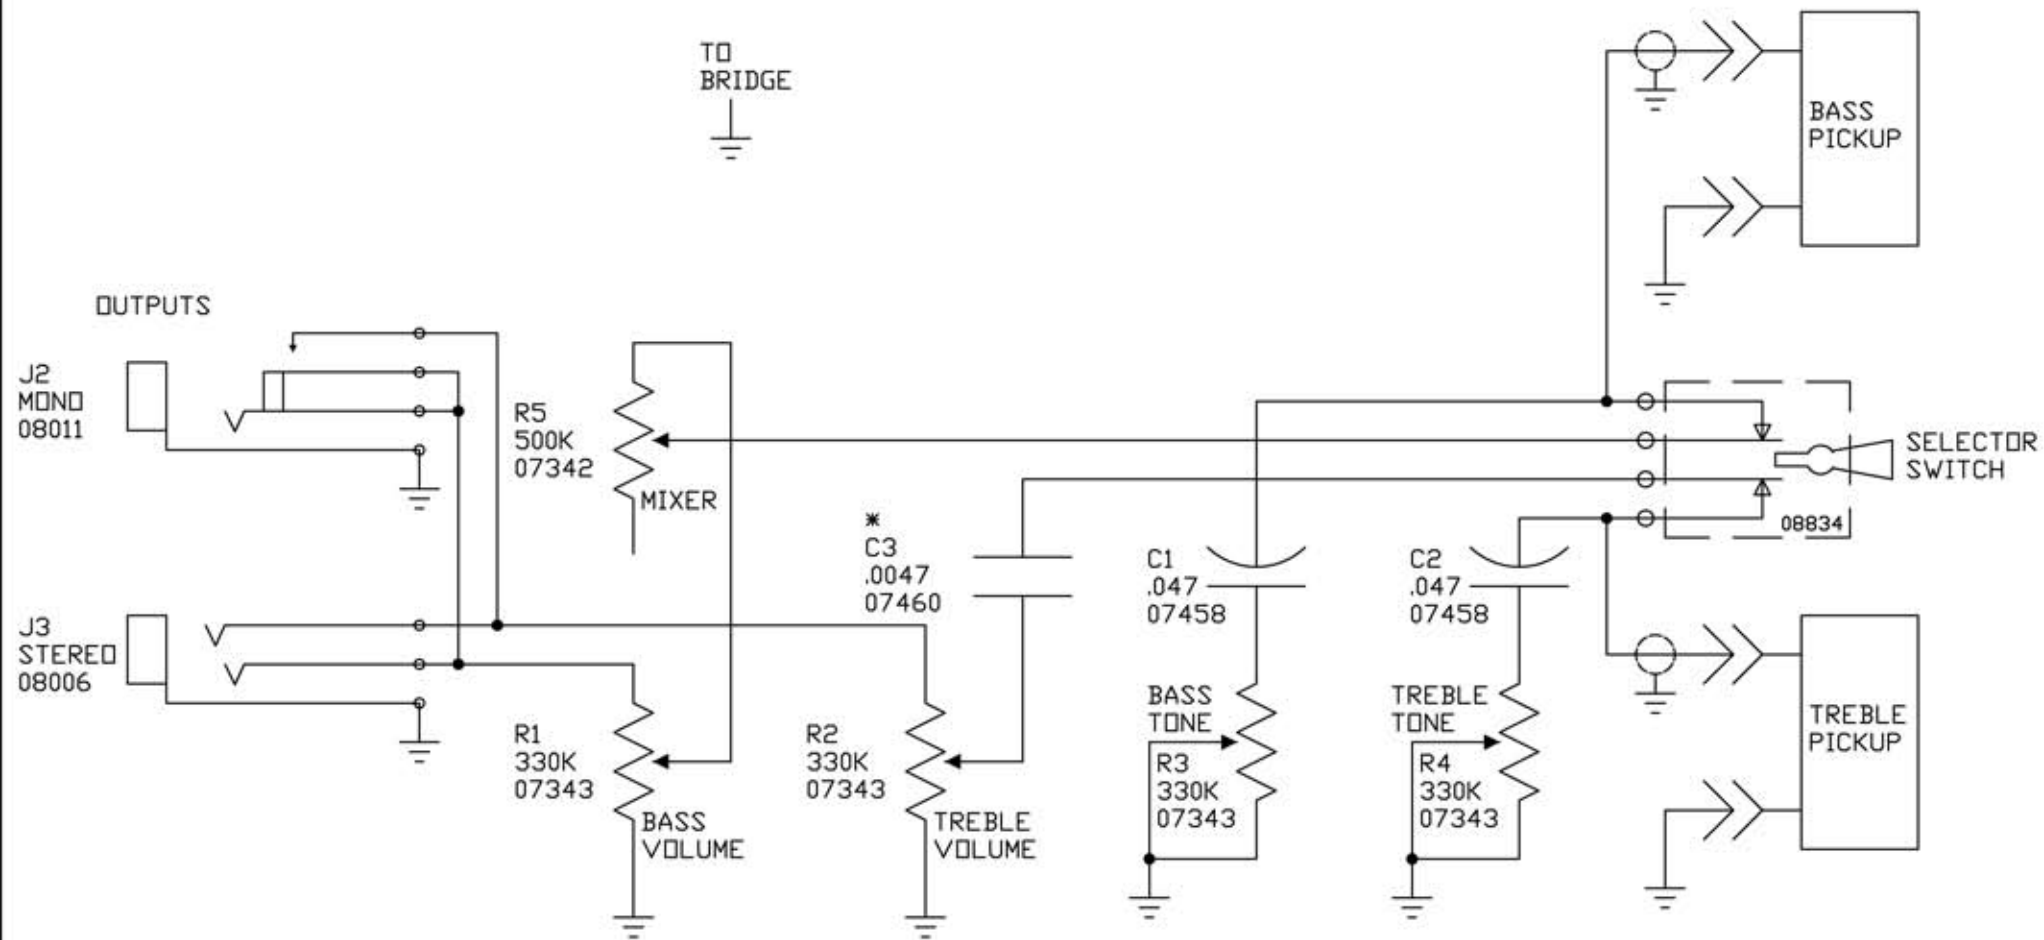 TO
BRIDGE
BASS
PICKUP
OUTPUTS
J2
MONO
08011
R5
500K
07342
MIXER
SELECTOR
SWITCH
08834
*
C3
.0047
07460
C1
.047
07458
C2
.047
07458
J3
STEREO
08006
BASS
TONE
TREBLE
TONE
TREBLE
PICKUP
R1
330K
07343
BASS
VOLUME
R2
330K
07343
TREBLE
VOLUME
R3
330K
07343
R4
330K
07343